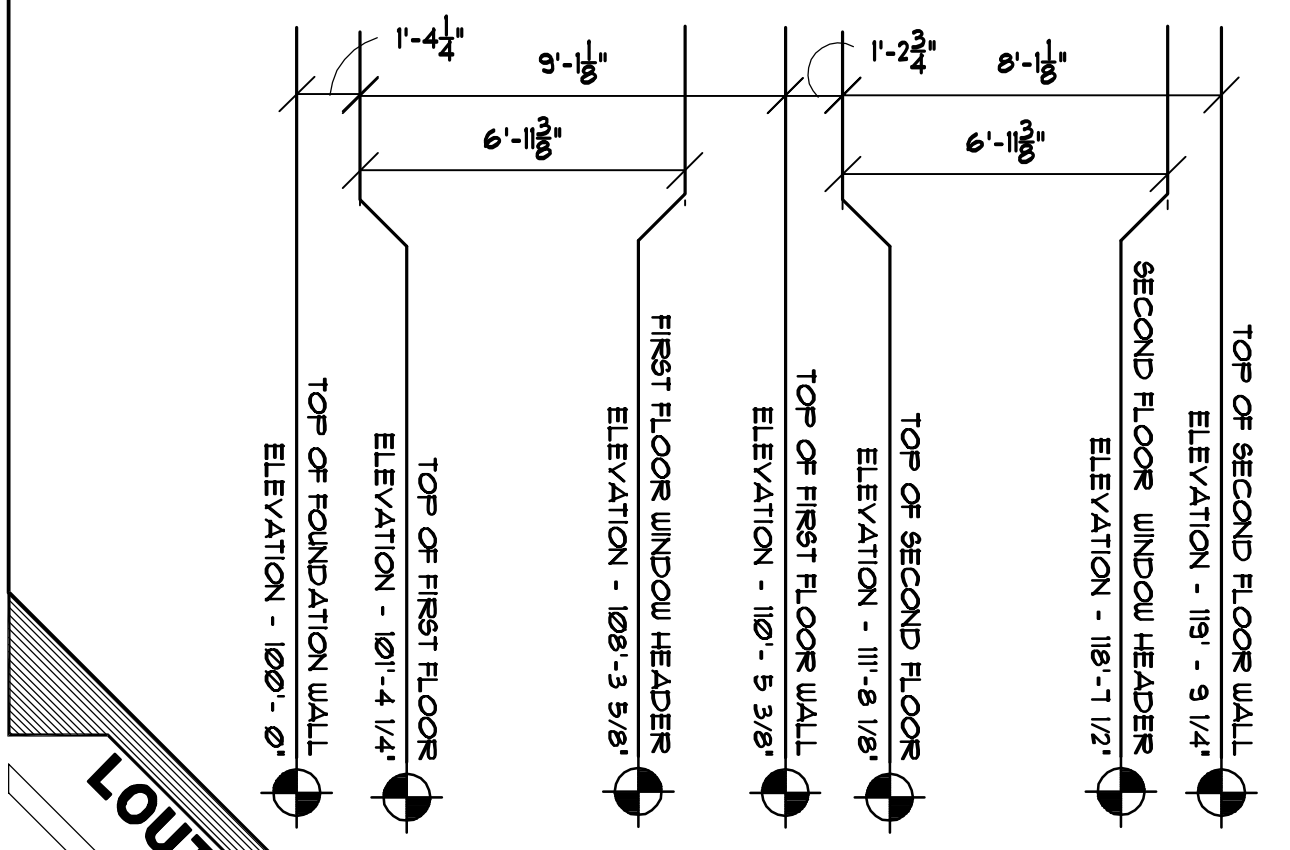 1'-4 1/4"
9'-1 1/8"
1'-2 3/4"
8'-1 1/8"
6'-11 3/8"
6'-11 3/8"
TOP OF FOUNDATION WALL
ELEVATION - 100'- 0"
TOP OF FIRST FLOOR
ELEVATION - 101'-4 1/4"
FIRST FLOOR WINDOW HEADER
ELEVATION - 108'-3 5/8"
TOP OF FIRST FLOOR WALL
ELEVATION - 110'- 5 3/8"
TOP OF SECOND FLOOR
ELEVATION - 111'-8 1/8"
SECOND FLOOR WINDOW HEADER
ELEVATION - 118'-7 1/2"
TOP OF SECOND FLOOR WALL
ELEVATION - 119' - 9 1/4"